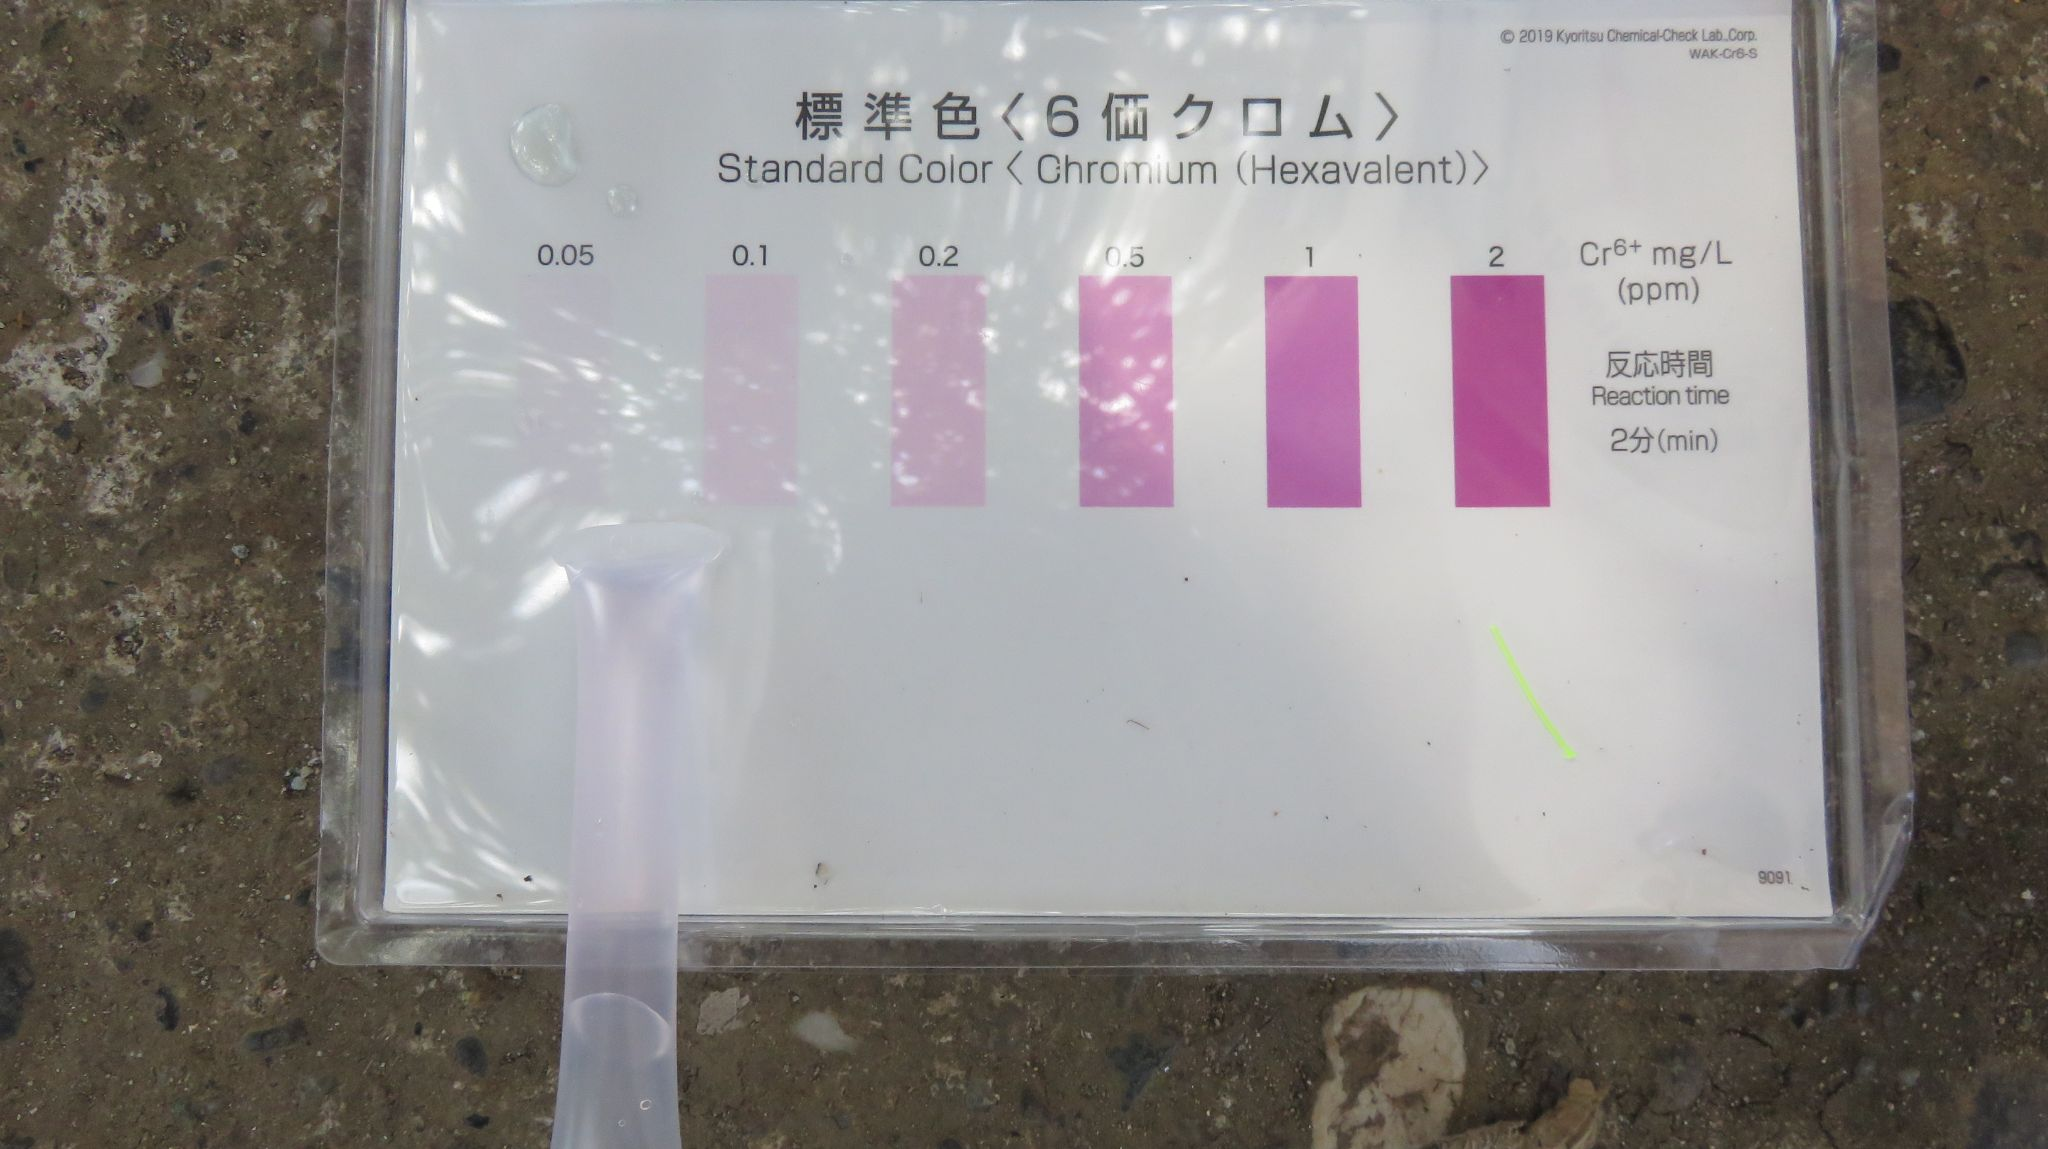 © 2019 Kyoritsu Chemical-Check Lab.,Corp.
WAK-Cr6-S
標準色〈6価クロム〉
Standard Color〈 Chromium (Hexavalent)〉
0.05 0.1 0.2 0.5 1 2 Cr6+ mg/L
(ppm)
反応時間
Reaction time
2分(min)
9091